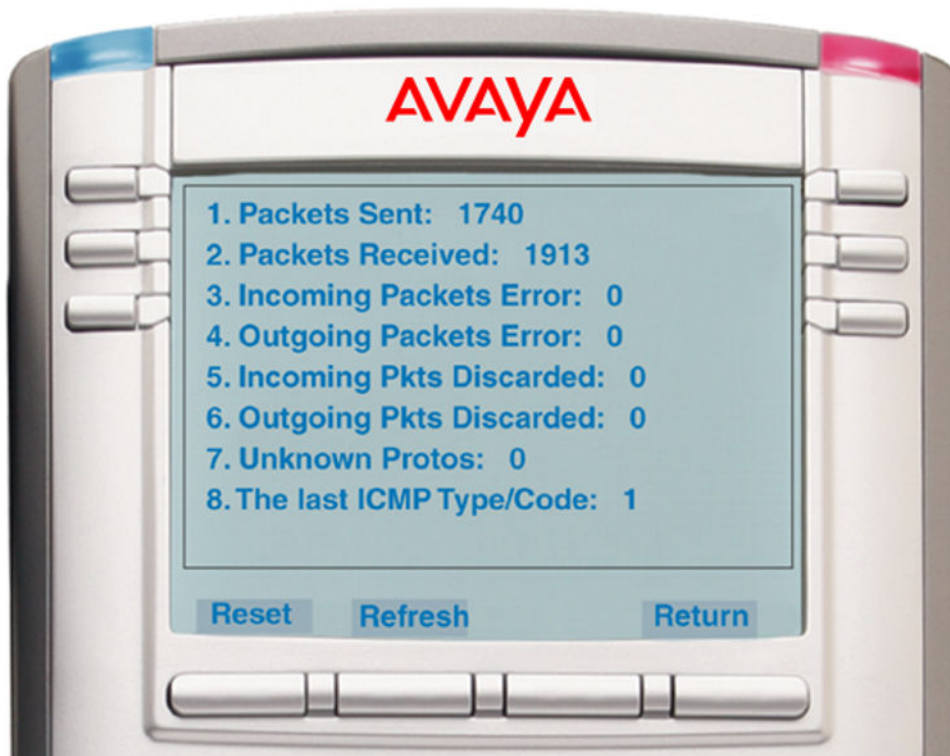 AVAYA
1. Packets Sent: 1740
2. Packets Received: 1913
3. Incoming Packets Error: 0
4. Outgoing Packets Error: 0
5. Incoming Pkts Discarded: 0
6. Outgoing Pkts Discarded: 0
7. Unknown Protos: 0
8. The last ICMP Type/Code: 1
Reset Refresh Return